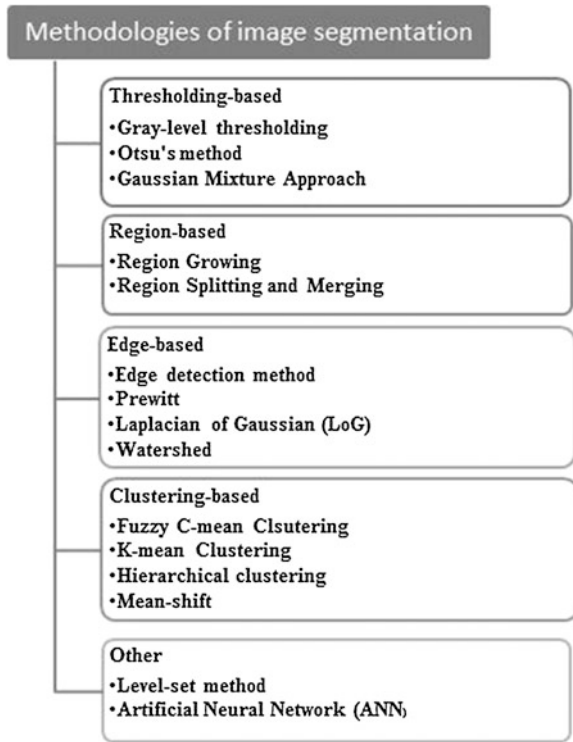 Methodologies of image segmentation
Thresholding-based
•Gray-level thresholding
•Otsu's method
•Gaussian Mixture Approach
Region-based
•Region Growing
•Region Splitting and Merging
Edge-based
•Edge detection method
•Prewitt
•Laplacian of Gaussian (LoG)
•Watershed
Clustering-based
•Fuzzy C-mean Clsutering
•K-mean Clustering
•Hierarchical clustering
•Mean-shift
Other
•Level-set method
•Artificial Neural Network (ANN)